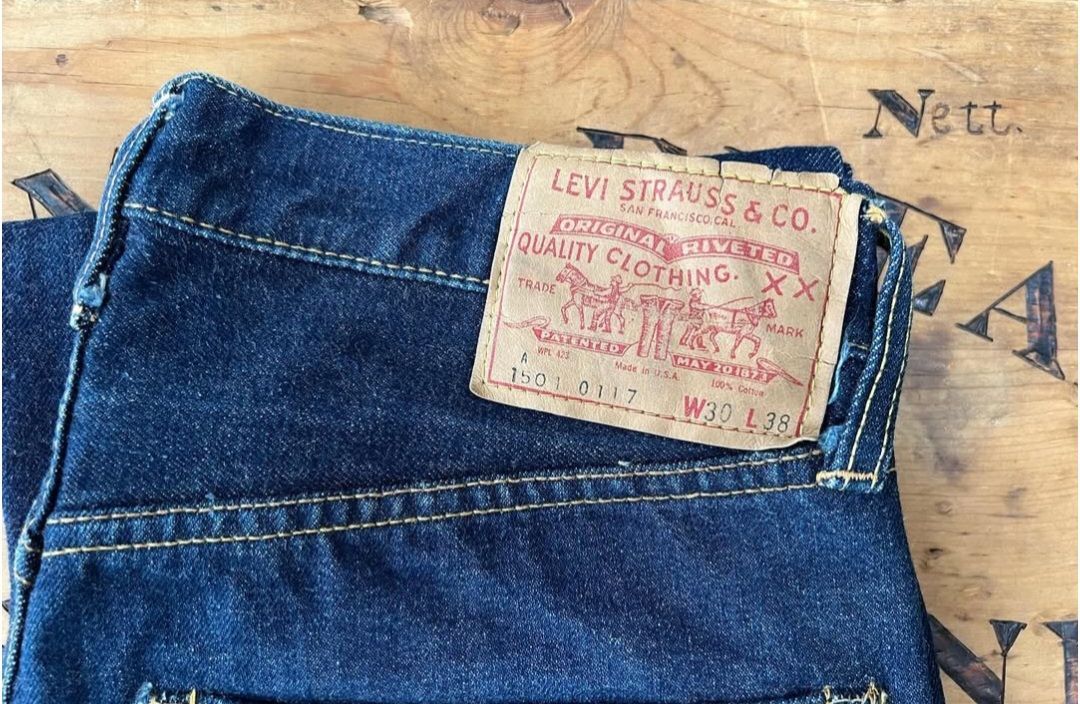 Nett.
LEVI STRAUSS & CO.
SAN FRANCISCO, CAL
ORIGINAL RIVETED
QUALITY CLOTHING. XX
TRADE MARK
PATENTED MAY 20 1873
A WPL 423 Made in U.S.A. 100% Cotton
1501 0117 W30 L38
A